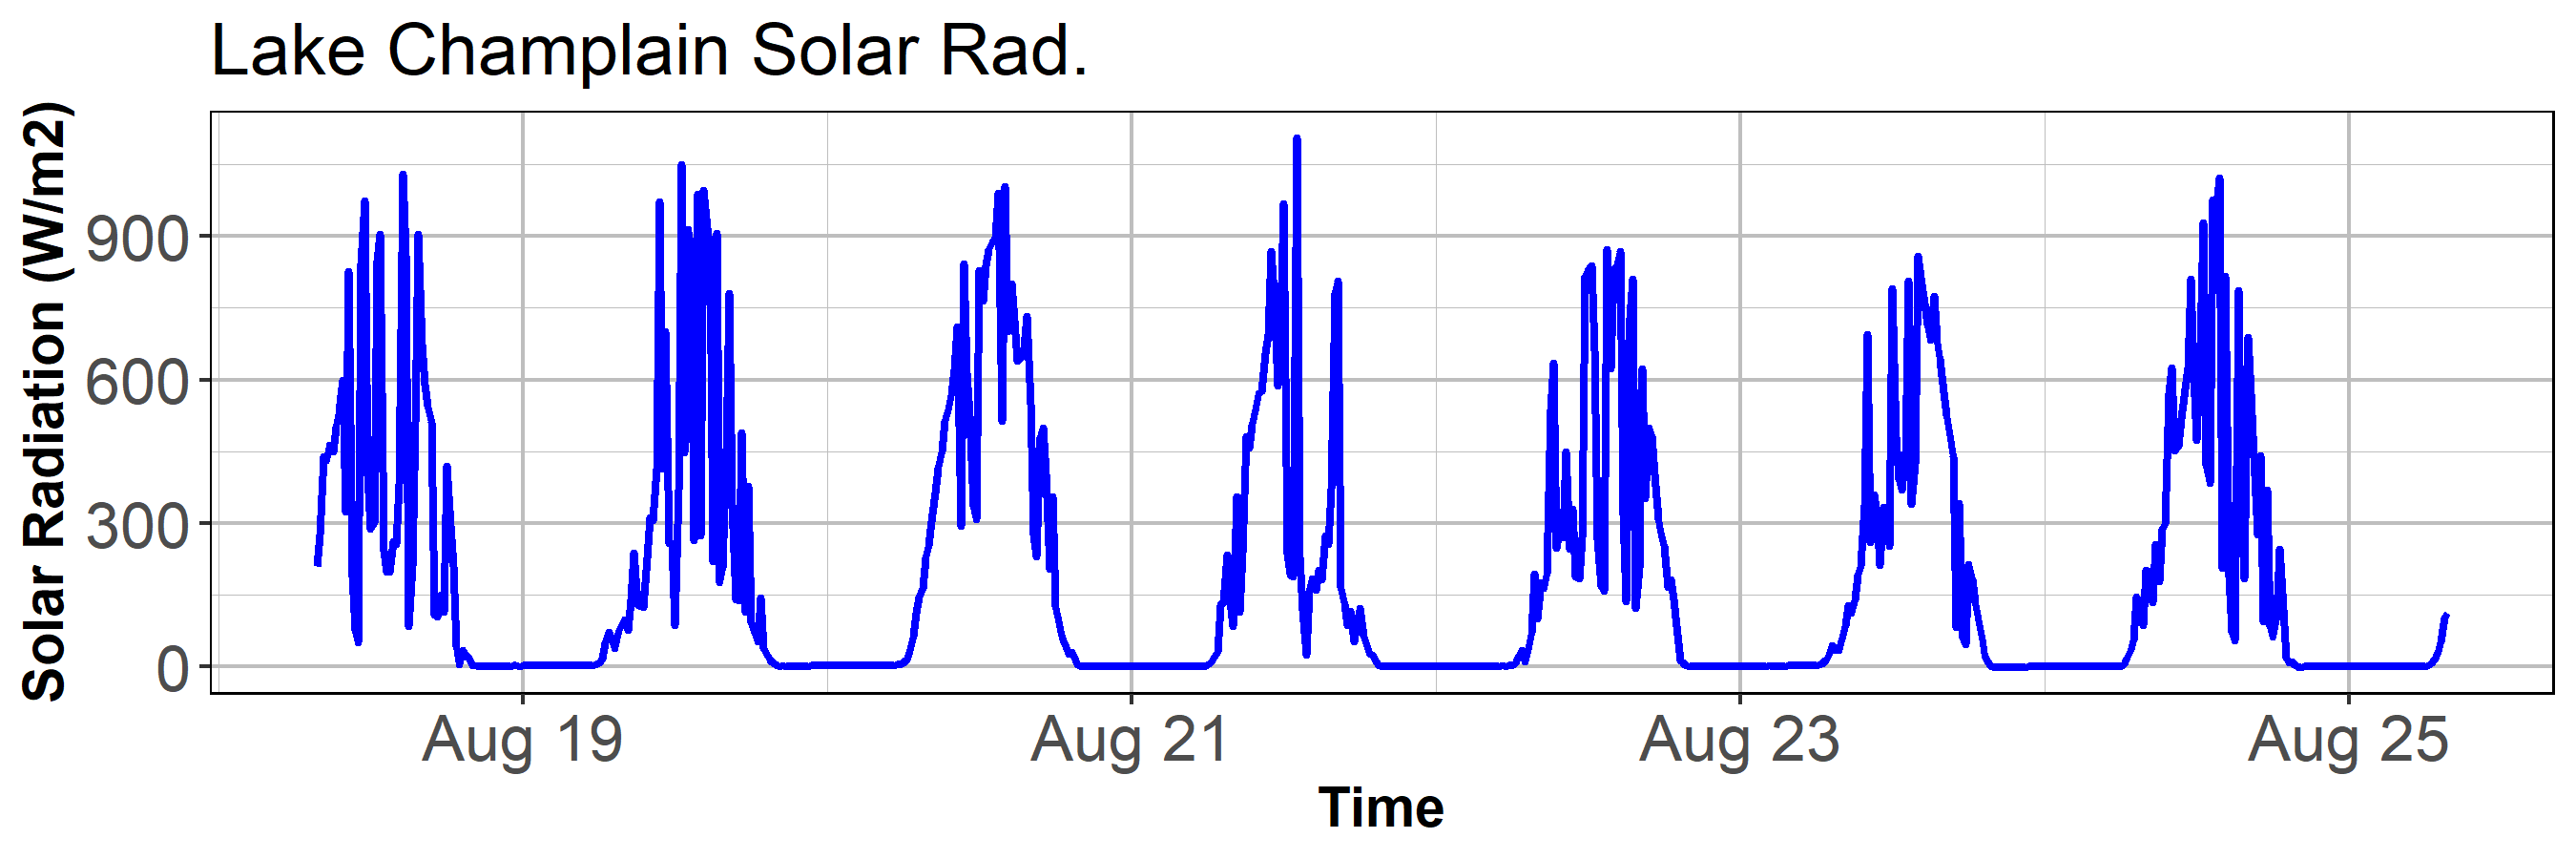 Lake Champlain Solar Rad.
Solar Radiation (W/m2)
900
600
300
0
Aug 19 Aug 21 Aug 23 Aug 25
Time